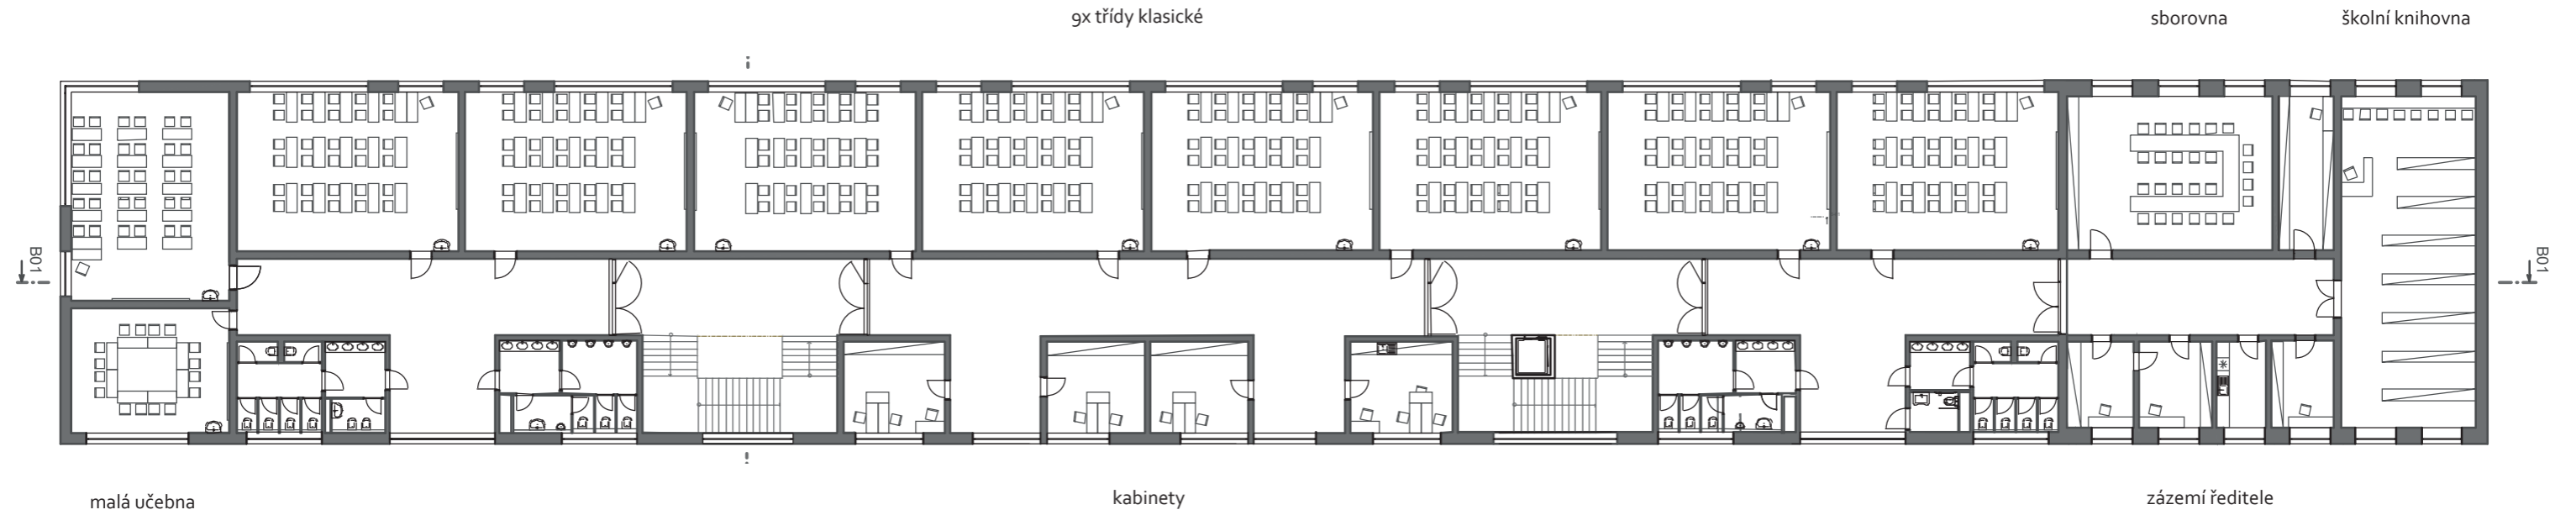 9x třídy klasické
sborovna
školní knihovna
B01
B01
malá učebna
kabinety
zázemí ředitele